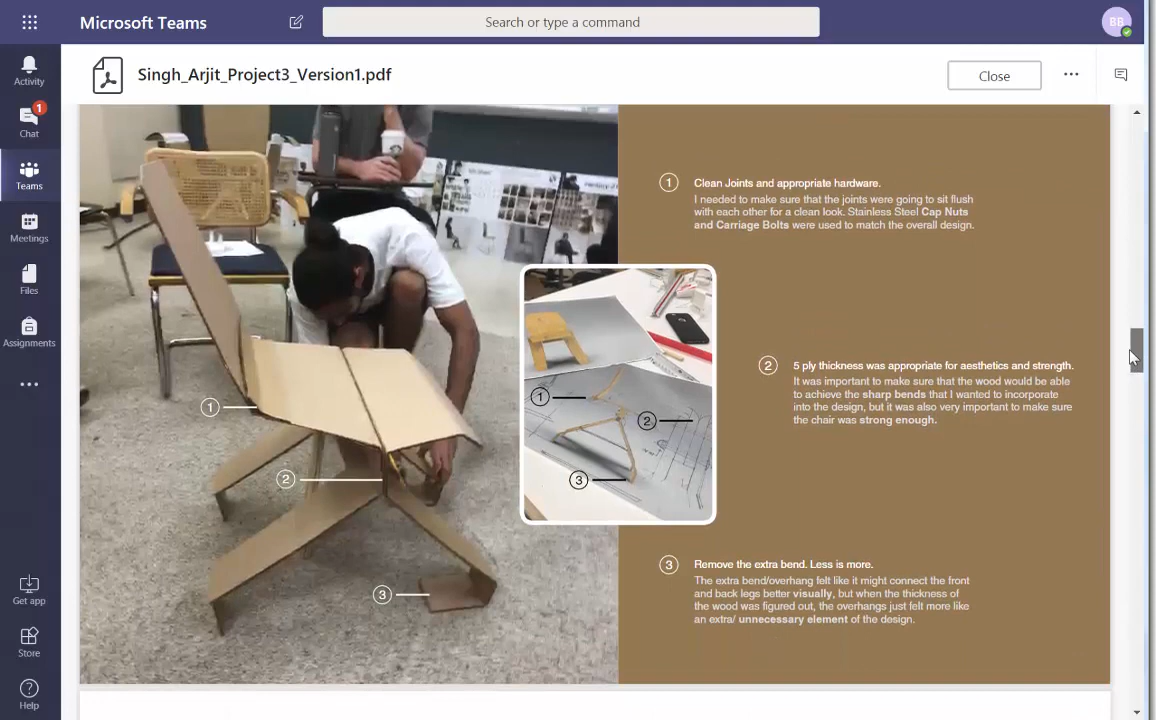 Microsoft Teams
Search or type a command
BB
Activity
Singh_Arjit_Project3_Version1.pdf
Close
1
Chat
Teams
Meetings
Files
Assignments
Get app
Store
Help
1 Clean Joints and appropriate hardware.
I needed to make sure that the joints were going to sit flush
with each other for a clean look. Stainless Steel Cap Nuts
and Carriage Bolts were used to match the overall design.
2 5 ply thickness was appropriate for aesthetics and strength.
It was important to make sure that the wood would be able
to achieve the sharp bends that I wanted to incorporate
into the design, but it was also very important to make sure
the chair was strong enough.
3 Remove the extra bend. Less is more.
The extra bend/overhang felt like it might connect the front
and back legs better visually, but when the thickness of
the wood was figured out, the overhangs just felt more like
an extra/ unnecessary element of the design.
1
2
3
1
2
3